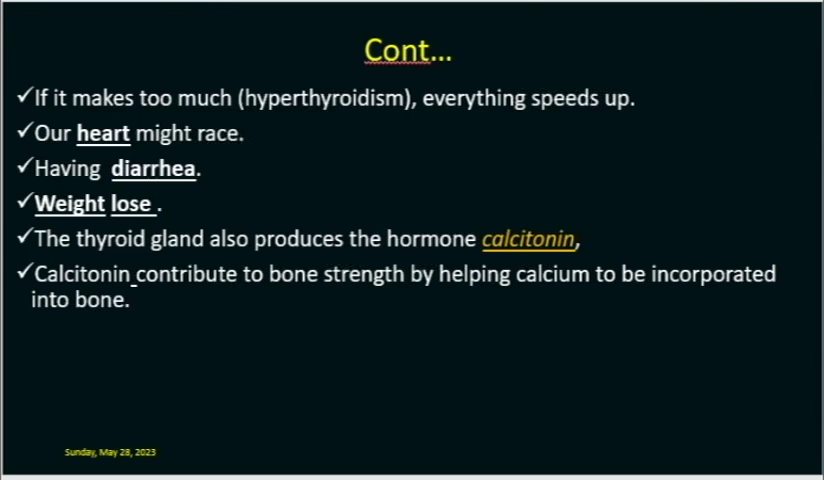 Cont...
✓If it makes too much (hyperthyroidism), everything speeds up.
✓Our heart might race.
✓Having diarrhea.
✓Weight lose .
✓The thyroid gland also produces the hormone calcitonin,
✓Calcitonin contribute to bone strength by helping calcium to be incorporated
into bone.
Sunday, May 28, 2023